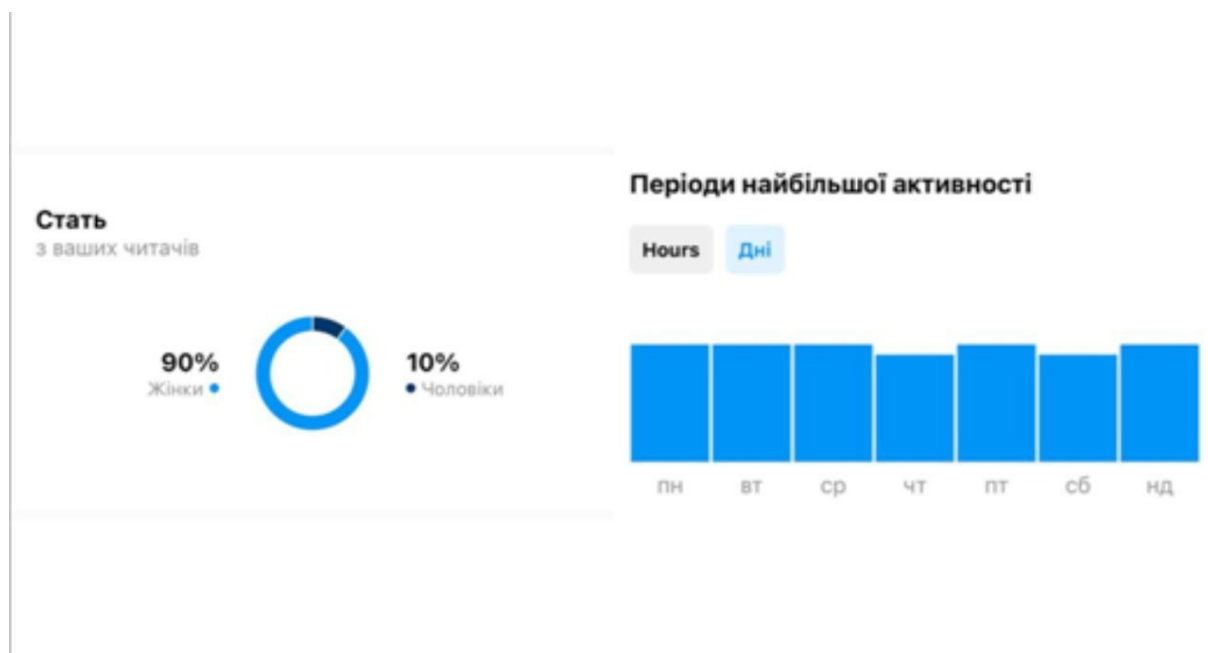 Стать
з ваших читачів
90%
Жінки
10%
Чоловіки
Періоди найбільшої активності
Hours Дні
пн вт ср чт пт сб нд